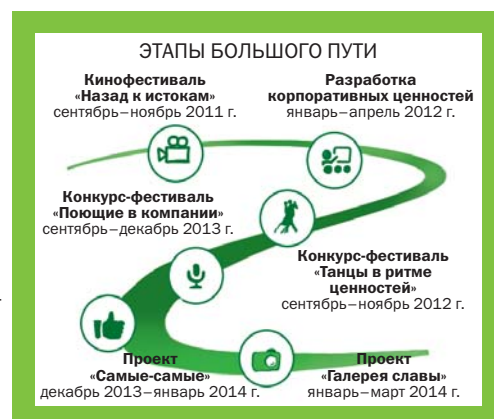 ЭТАПЫ БОЛЬШОГО ПУТИ
Кинофестиваль
«Назад к истокам»
сентябрь–ноябрь 2011 г.
Разработка
корпоративных ценностей
январь–апрель 2012 г.
Конкурс-фестиваль
«Поющие в компании»
сентябрь–декабрь 2013 г.
Конкурс-фестиваль
«Танцы в ритме
ценностей»
сентябрь–ноябрь 2012 г.
Проект
«Самые-самые»
декабрь 2013–январь 2014 г.
Проект
«Галерея славы»
январь–март 2014 г.